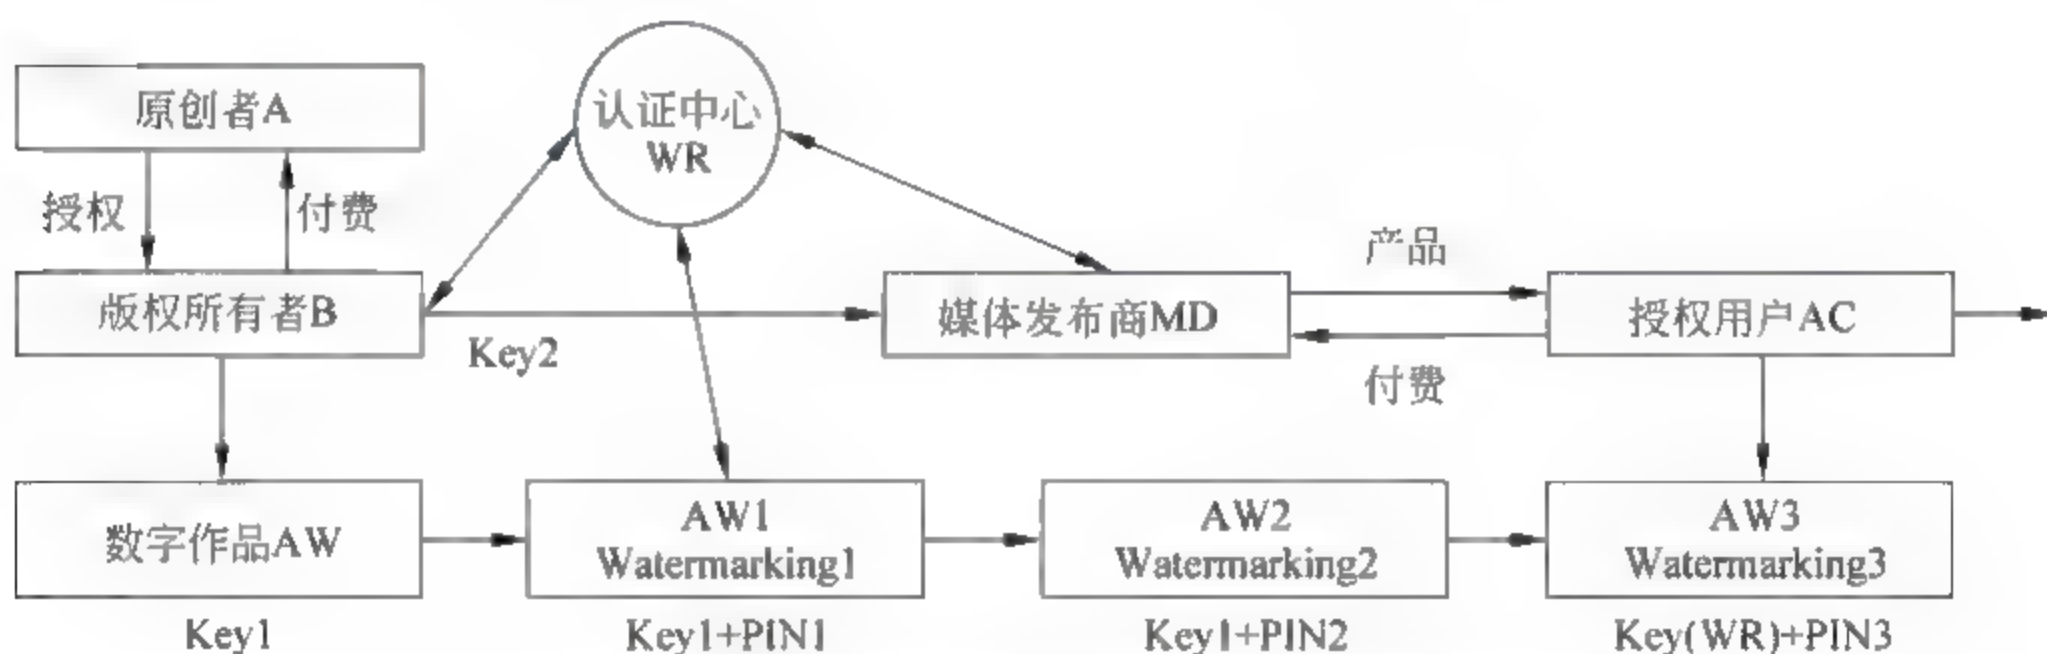 原创者A
认证中心
WR
授权
付费
产品
版权所有者B
媒体发布商MD
授权用户AC
Key2
付费
数字作品AW
AW1
Watermarking1
AW2
Watermarking2
AW3
Watermarking3
Key1
Key1+PIN1
Key1+PIN2
Key(WR)+PIN3